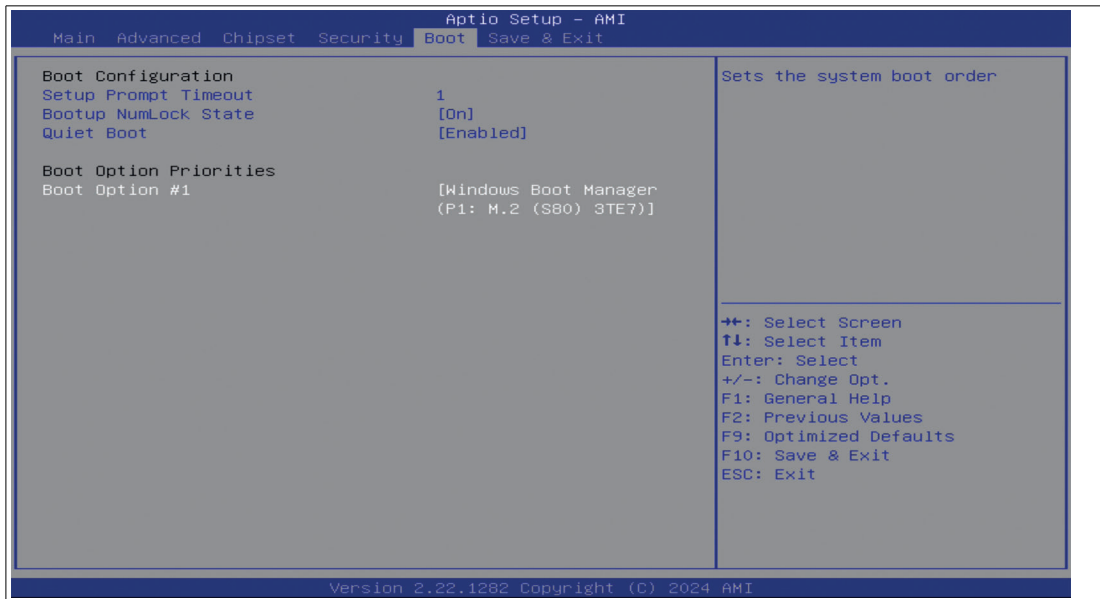 Aptio Setup – AMI
Main Advanced Chipset Security Boot Save & Exit
Boot Configuration
Setup Prompt Timeout 1
Bootup NumLock State [On]
Quiet Boot [Enabled]
Boot Option Priorities
Boot Option #1 [Windows Boot Manager
(P1: M.2 (S80) 3TE7)]
Sets the system boot order
→←: Select Screen
↑↓: Select Item
Enter: Select
+/-: Change Opt.
F1: General Help
F2: Previous Values
F9: Optimized Defaults
F10: Save & Exit
ESC: Exit
Version 2.22.1282 Copyright (C) 2024 AMI